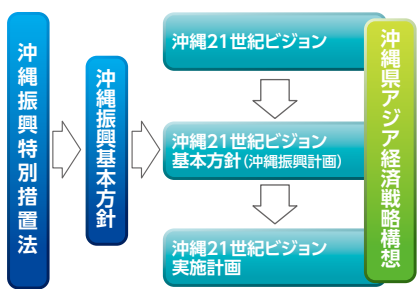 沖縄振興特別措置法
沖縄振興基本方針
沖縄21世紀ビジョン
沖縄21世紀ビジョン
基本方針(沖縄振興計画)
沖縄21世紀ビジョン
実施計画
沖縄県アジア経済戦略構想